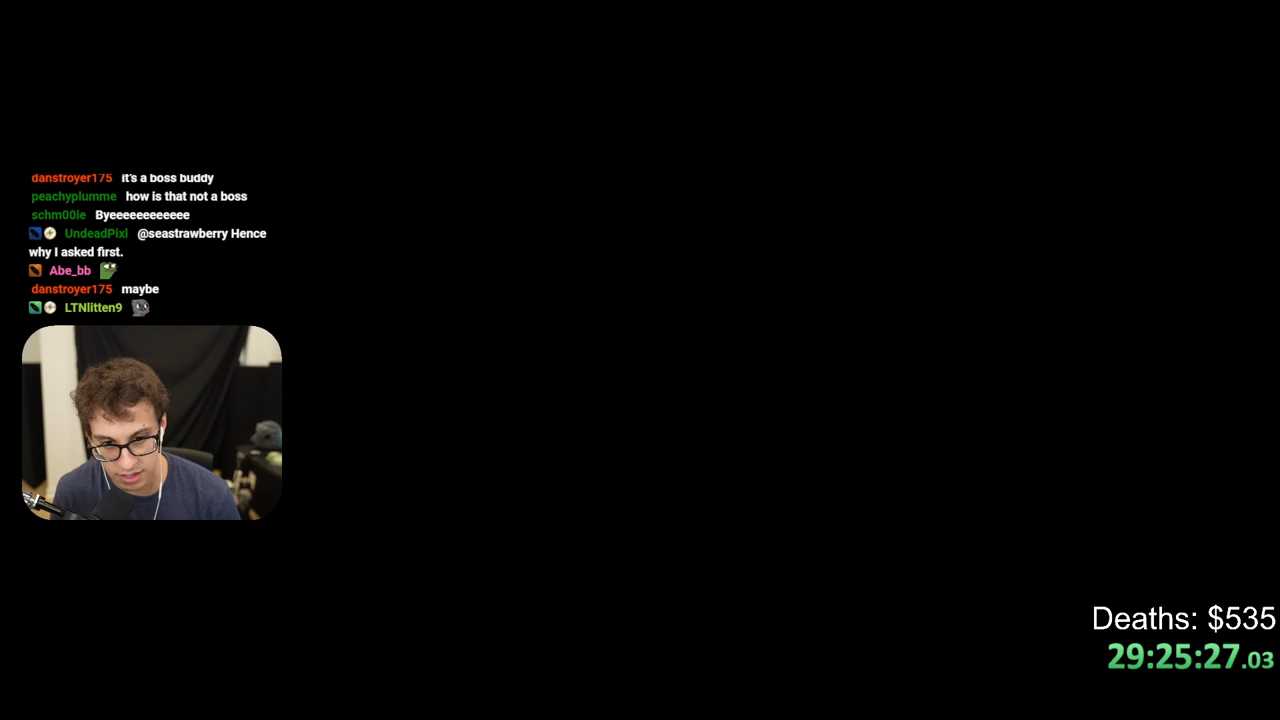 danstroyer175 it's a boss buddy
peachyplumme how is that not a boss
schm00ie Byeeeeeeeeeeee
UndeadPixl @seastrawberry Hence
why I asked first.
Abe_bb
danstroyer175 maybe
LTNlitten9
Deaths: $535
29:25:27.03